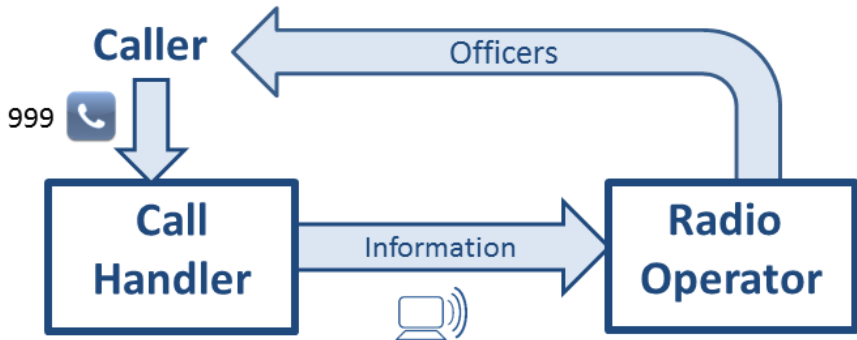 Caller
Officers
999
Call
Handler
Information
Radio
Operator